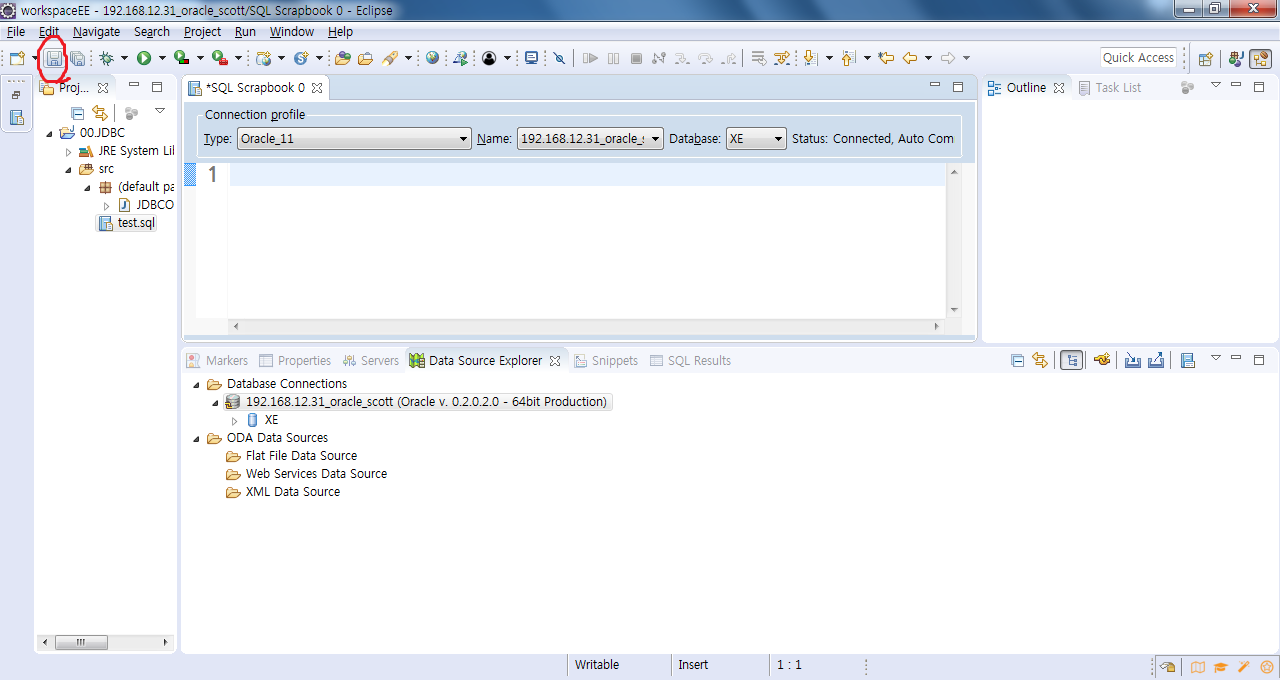 workspaceEE - 192.168.12.31_oracle_scott/SQL Scrapbook 0 - Eclipse
File Edit Navigate Search Project Run Window Help
Quick Access
Proj...
*SQL Scrapbook 0
Outline
Task List
Connection profile
Type: Oracle_11 Name: 192.168.12.31_oracle_s Database: XE Status: Connected, Auto Com
1
00.JDBC
JRE System Lil
src
(default pa
JDBCO
test.sql
Markers Properties Servers Data Source Explorer Snippets SQL Results
Database Connections
192.168.12.31_oracle_scott (Oracle v. 0.2.0.2.0 - 64bit Production)
XE
ODA Data Sources
Flat File Data Source
Web Services Data Source
XML Data Source
Writable Insert 1 : 1